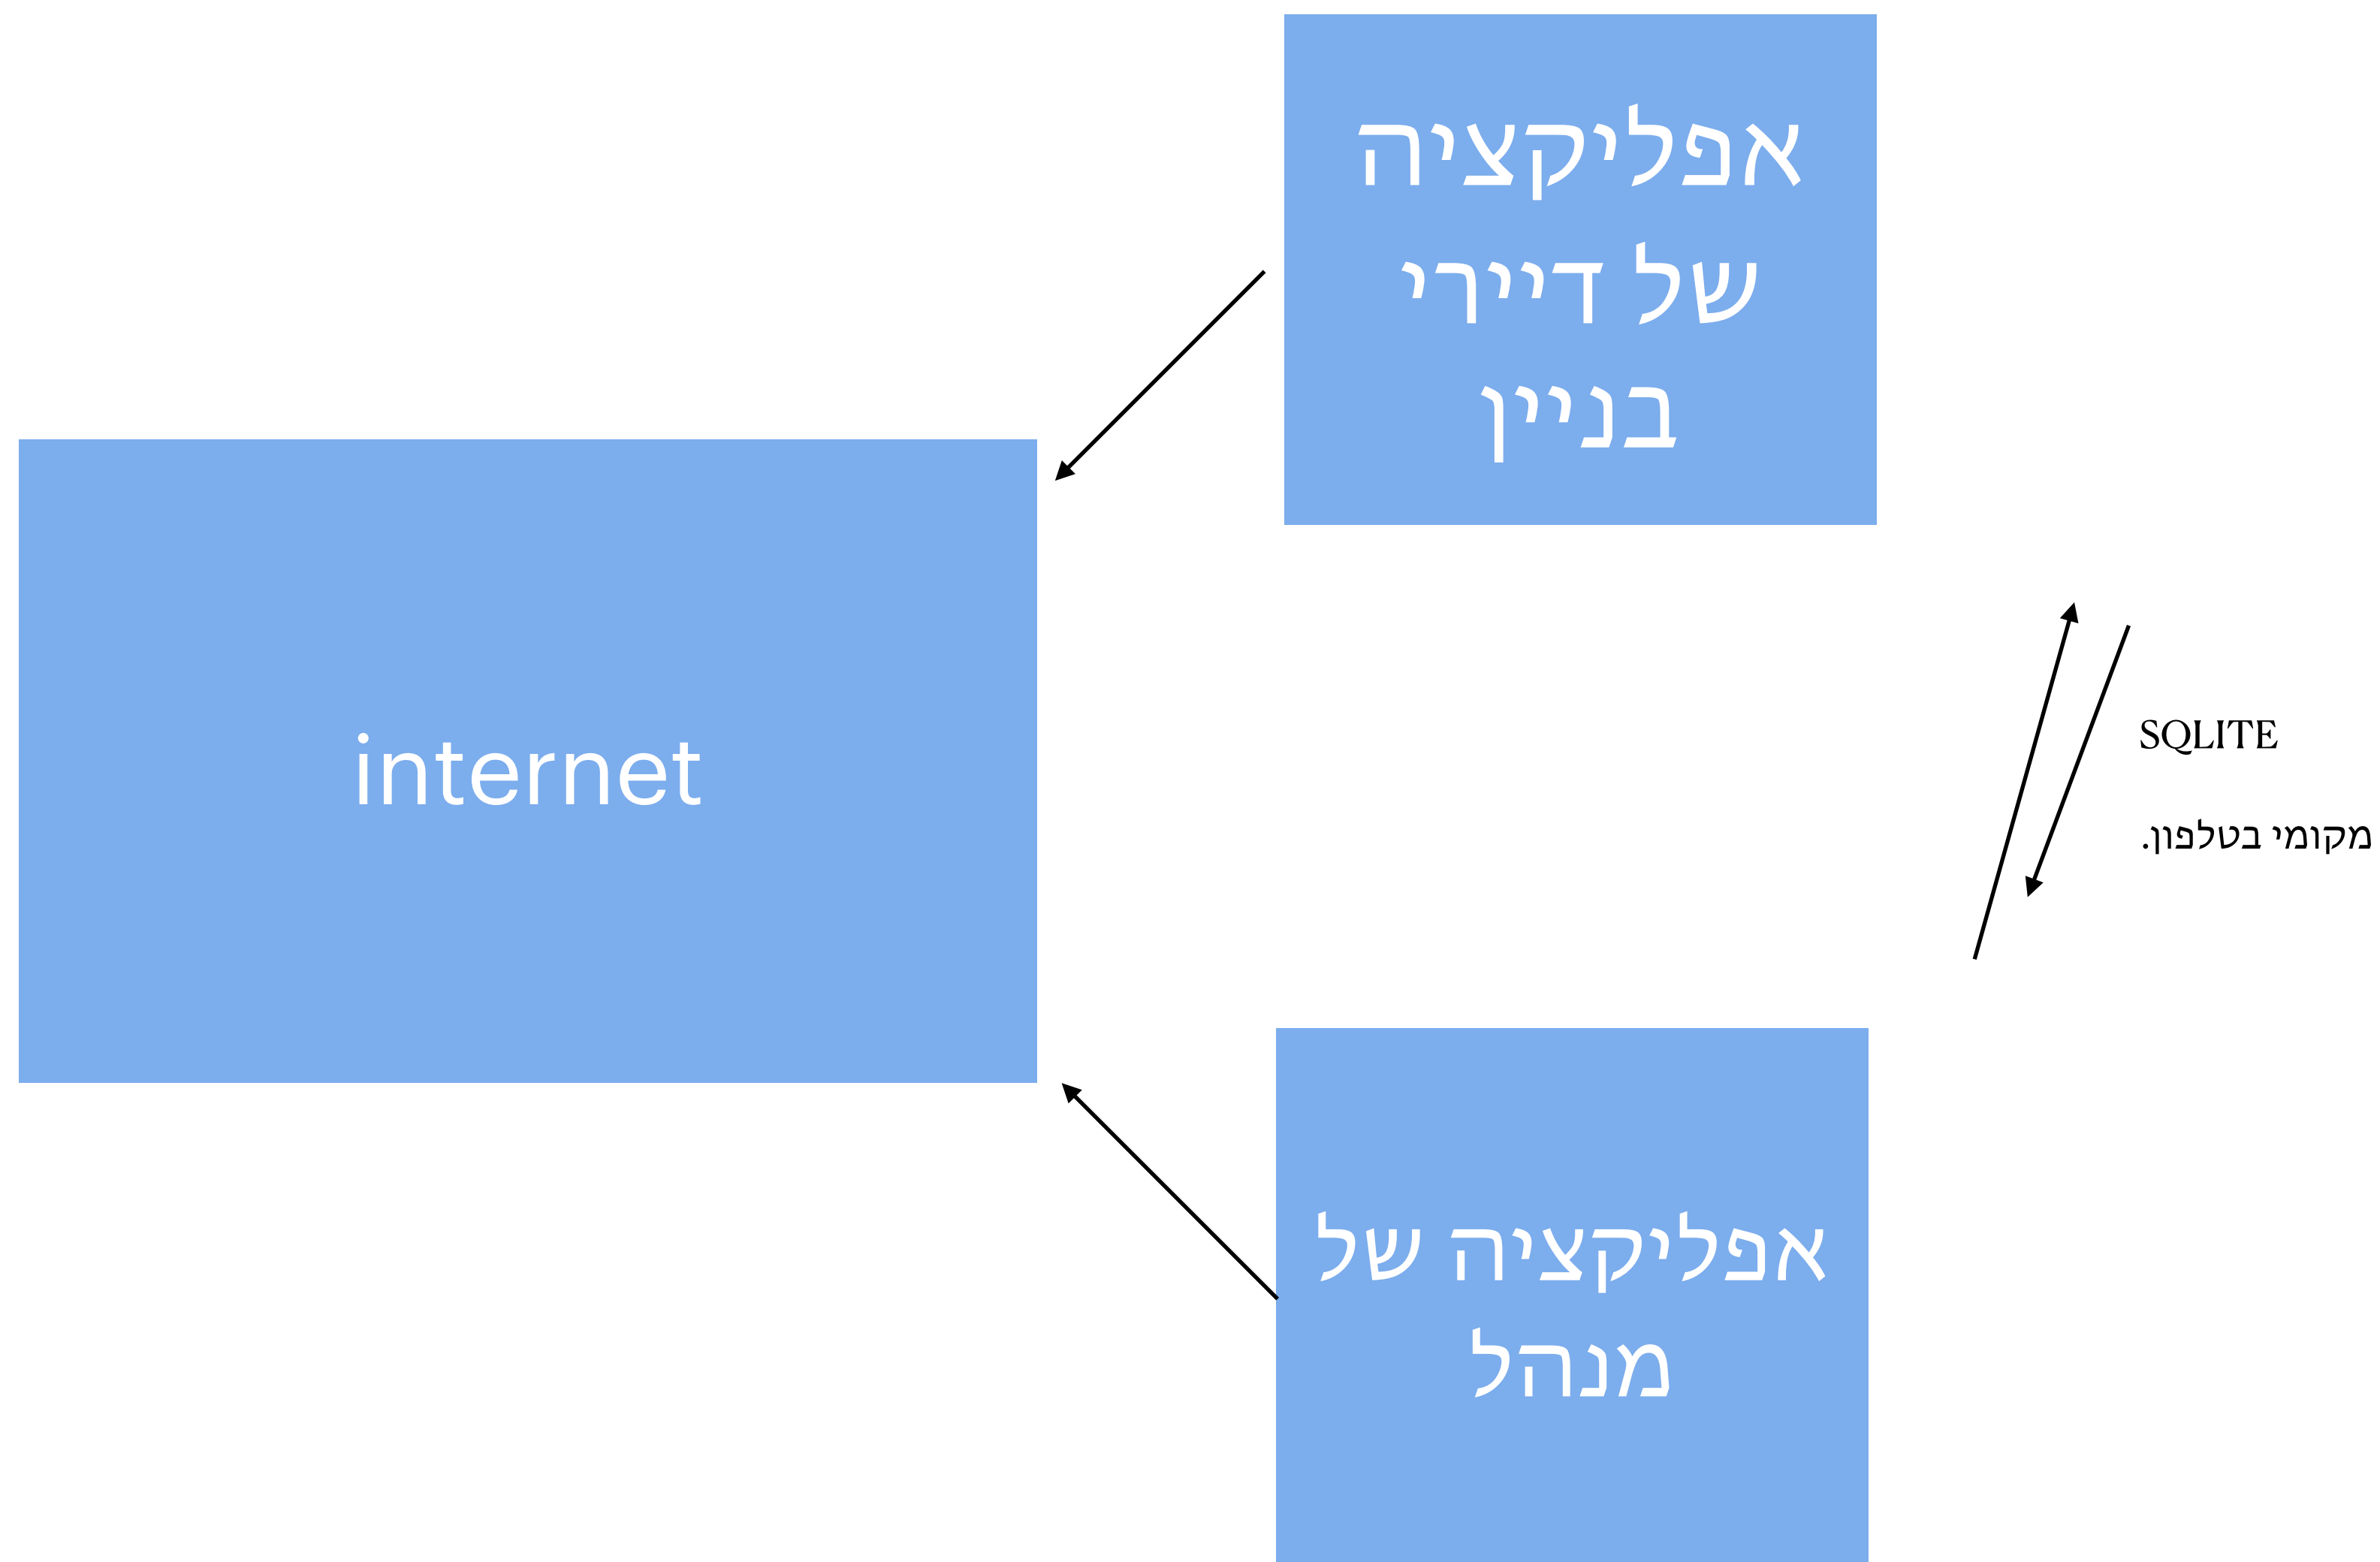 אפליקציה
של דיירי
בניין
internet
SQLITE
מקומי בטלפון.
אפליקציה של
מנהל